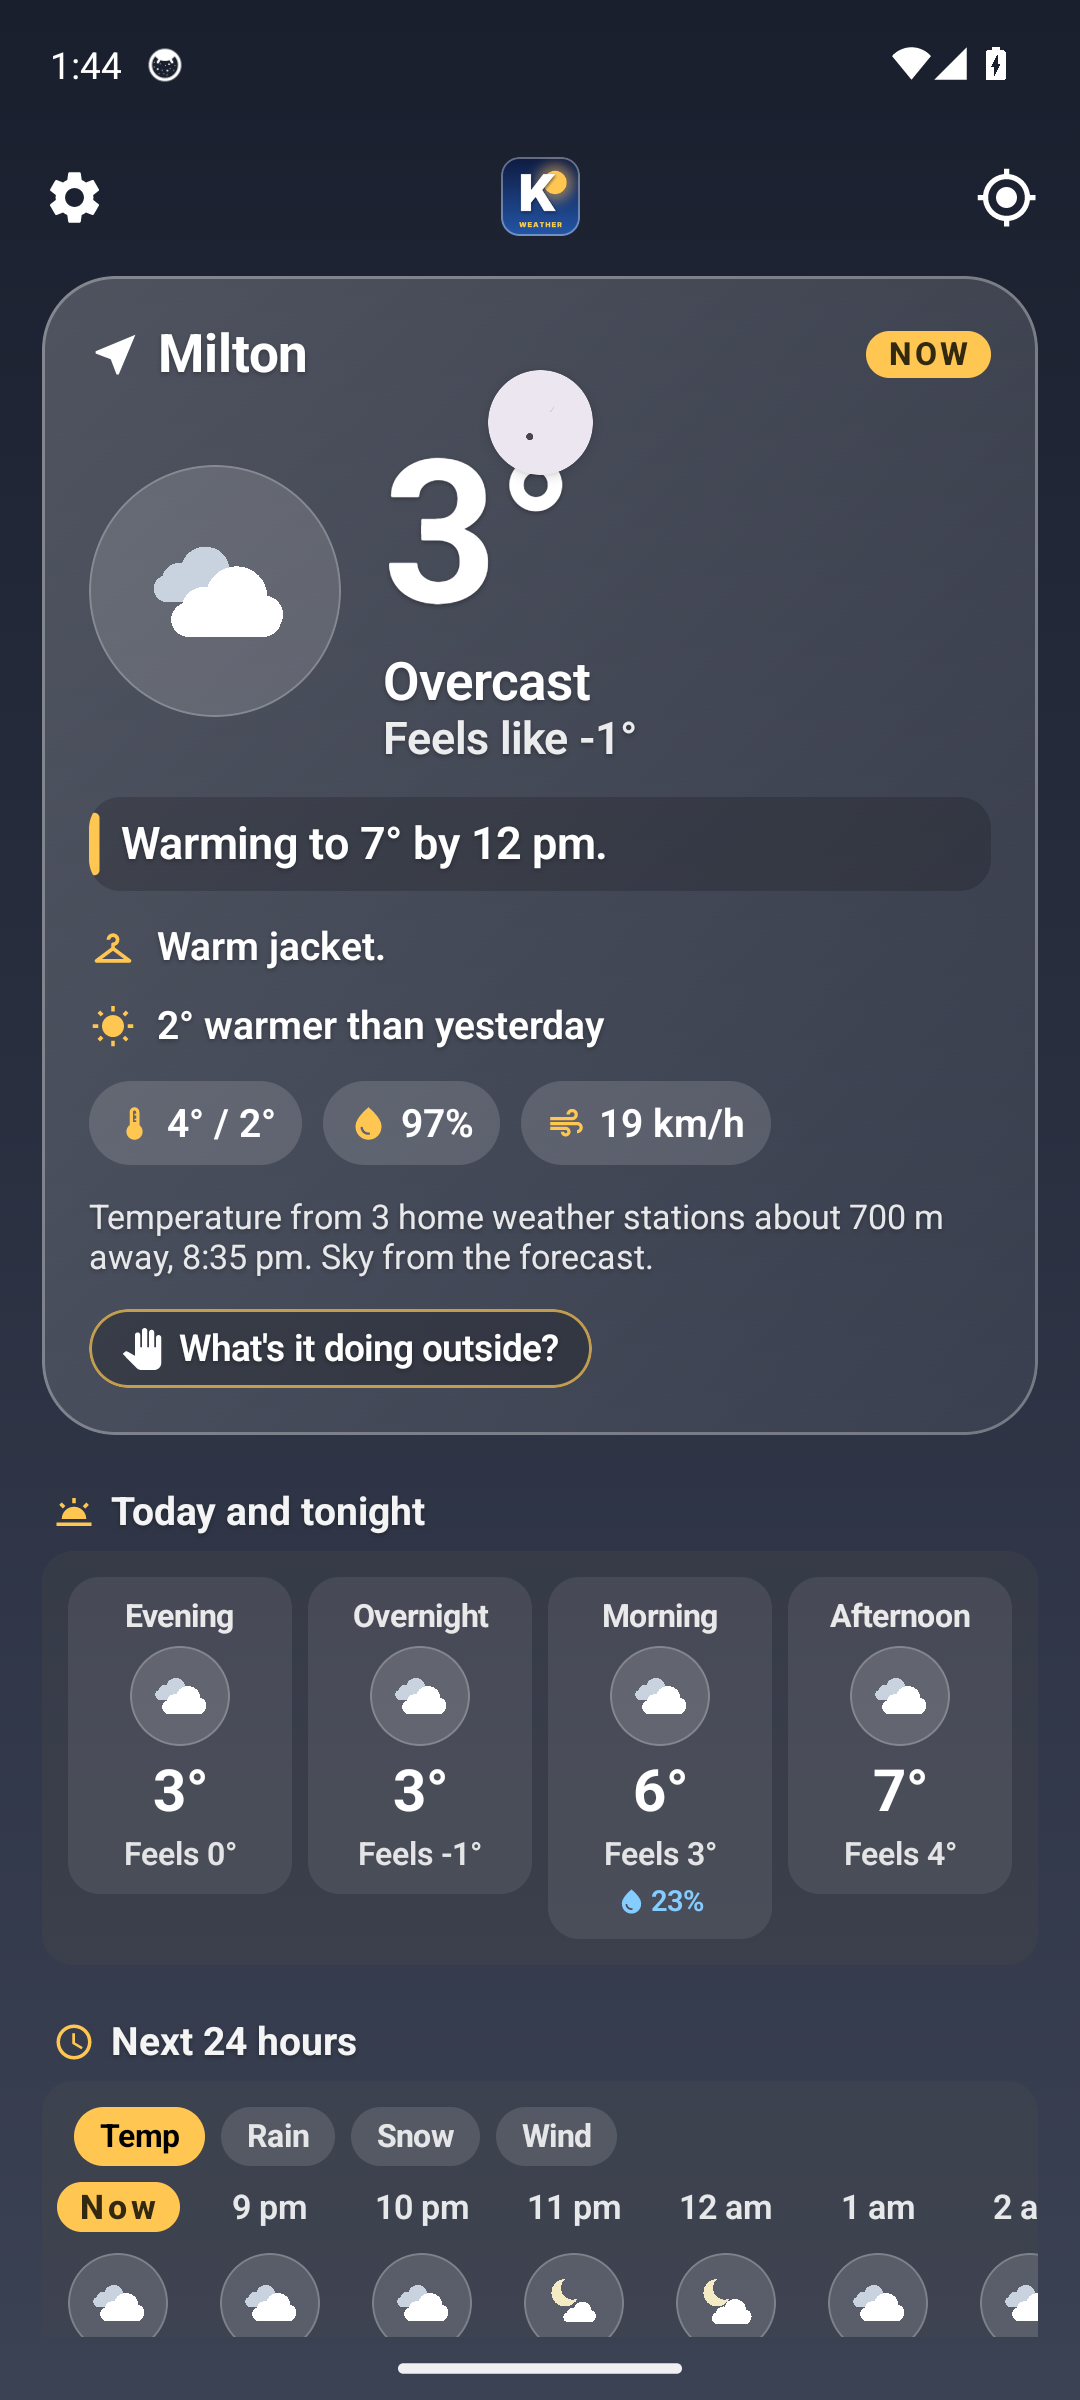 1:44
K
WEATHER
Milton
NOW
3°
Overcast
Feels like -1°
Warming to 7° by 12 pm.
Warm jacket.
2° warmer than yesterday
4° / 2°
97%
19 km/h
Temperature from 3 home weather stations about 700 m
away, 8:35 pm. Sky from the forecast.
What's it doing outside?
Today and tonight
Evening
Overnight
Morning
Afternoon
3°
3°
6°
7°
Feels 0°
Feels -1°
Feels 3°
Feels 4°
23%
Next 24 hours
Temp
Rain
Snow
Wind
Now
9 pm
10 pm
11 pm
12 am
1 am
2 a